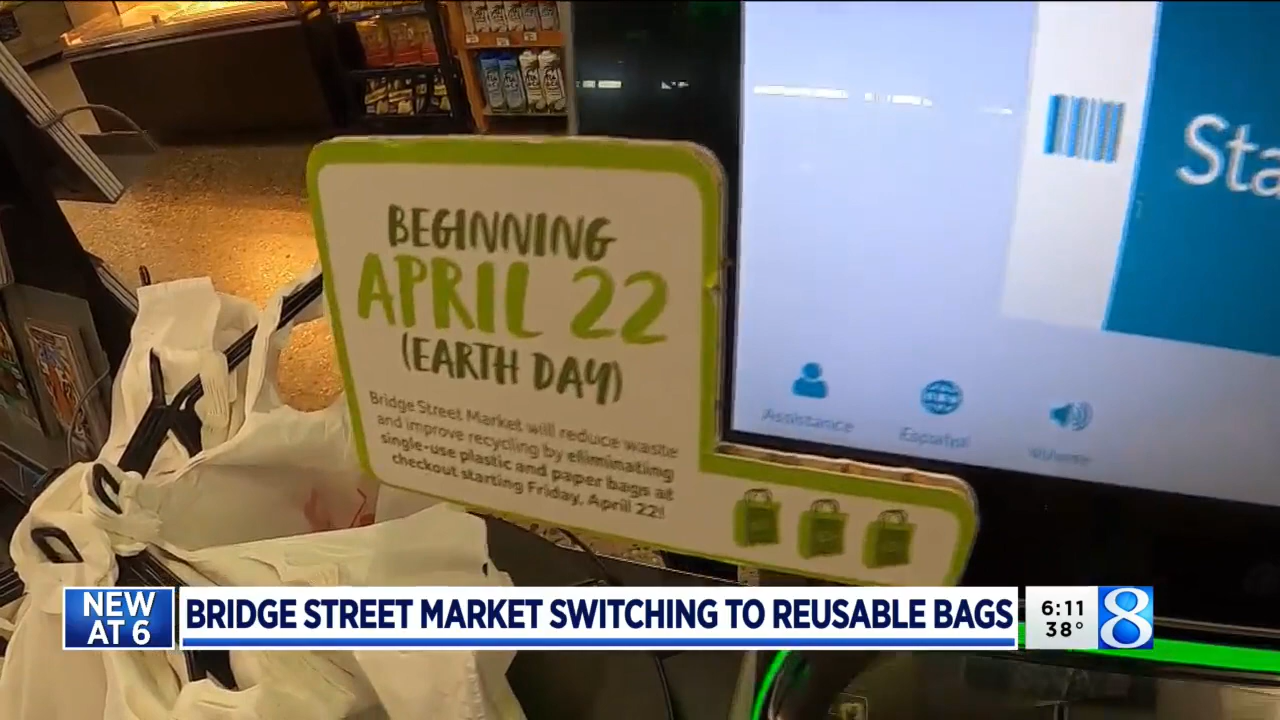 BEGINNING
APRIL 22
(EARTH DAY)
Bridge Street Market will reduce waste
and improve recycling by eliminating
single-use plastic and paper bags at
checkout starting Friday, April 22!
Sta
Assistance
Español
Volume
NEW
AT 6
BRIDGE STREET MARKET SWITCHING TO REUSABLE BAGS
6:11
38°
8